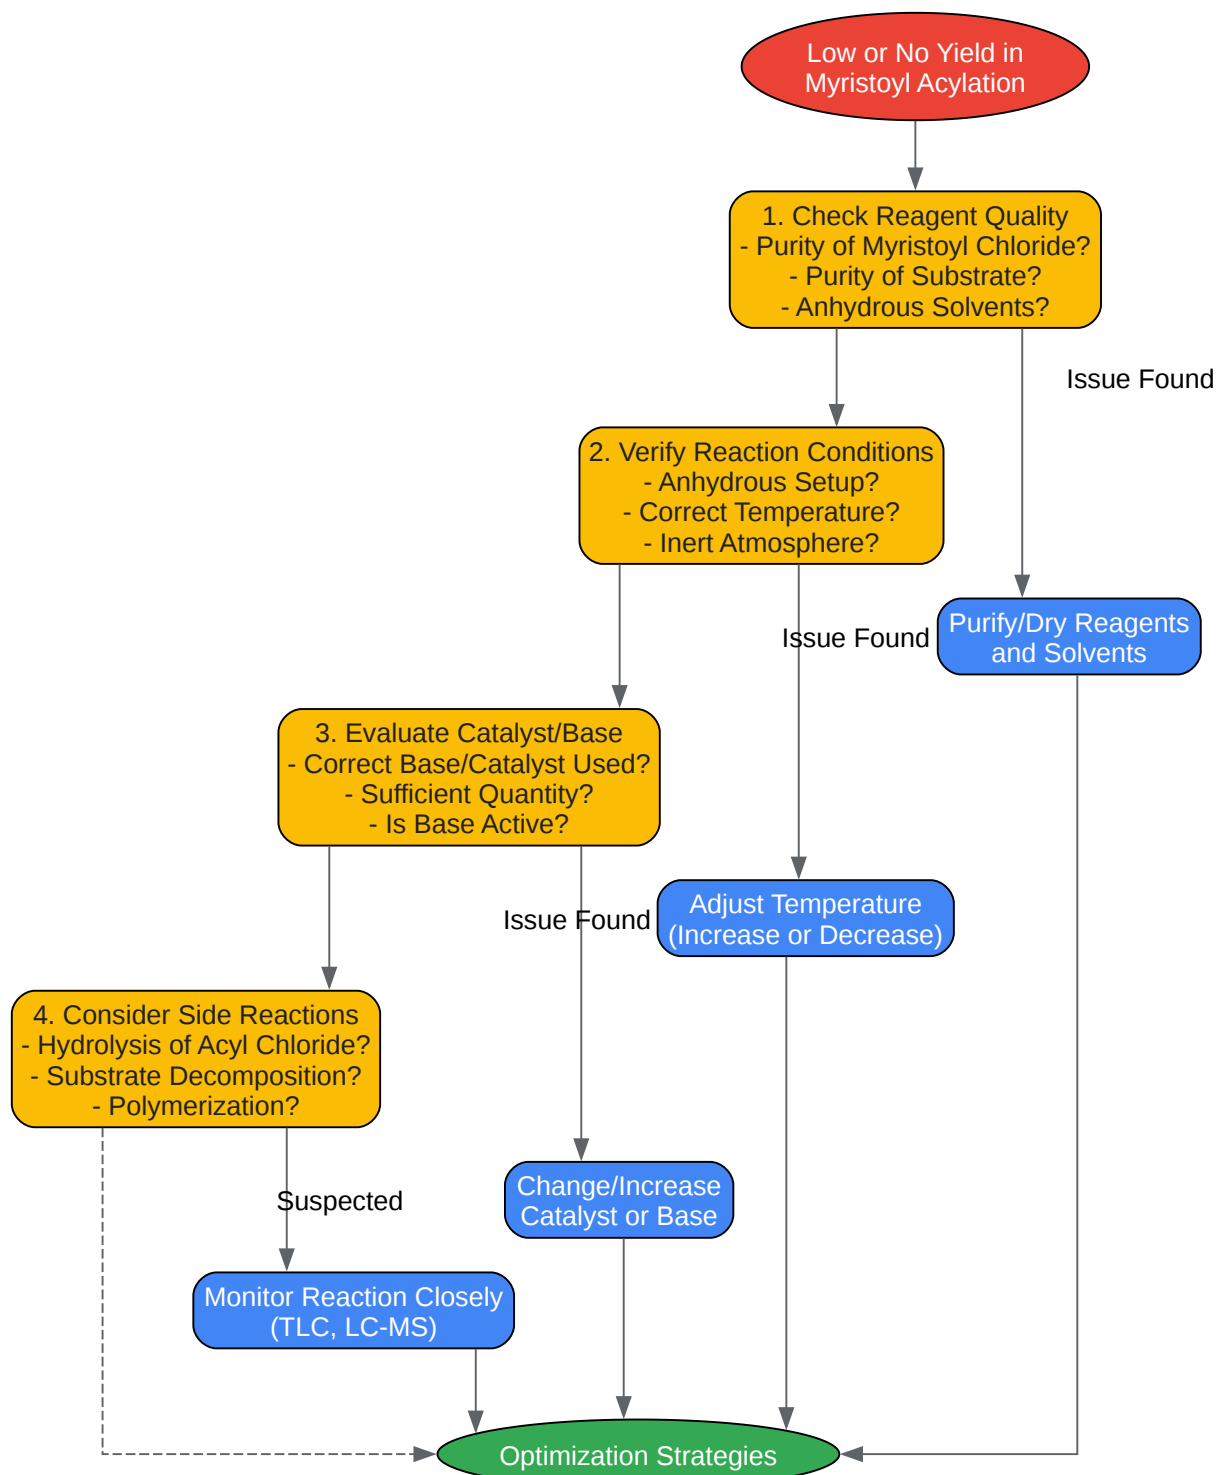 Low or No Yield in
Myristoyl Acylation
1. Check Reagent Quality
- Purity of Myristoyl Chloride?
- Purity of Substrate?
- Anhydrous Solvents?
Issue Found
2. Verify Reaction Conditions
- Anhydrous Setup?
- Correct Temperature?
- Inert Atmosphere?
Issue Found
Purify/Dry Reagents
and Solvents
3. Evaluate Catalyst/Base
- Correct Base/Catalyst Used?
- Sufficient Quantity?
- Is Base Active?
Issue Found
Adjust Temperature
(Increase or Decrease)
4. Consider Side Reactions
- Hydrolysis of Acyl Chloride?
- Substrate Decomposition?
- Polymerization?
Suspected
Change/Increase
Catalyst or Base
Monitor Reaction Closely
(TLC, LC-MS)
Optimization Strategies